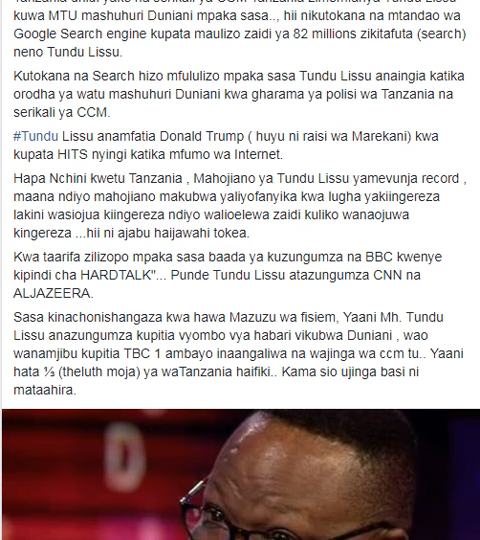 kuwa MTU mashuhuri Duniani mpaka sasa.., hii nikutokana na mtandao wa
Google Search engine kupata maulizo zaidi ya 82 millions zikitafuta (search)
neno Tundu Lissu.
Kutokana na Search hizo mfululizo mpaka sasa Tundu Lissu anaingia katika
orodha ya watu mashuhuri Duniani kwa gharama ya polisi wa Tanzania na
serikali ya CCM.
#Tundu Lissu anamfatia Donald Trump ( huyu ni raisi wa Marekani) kwa
kupata HITS nyingi katika mfumo wa Internet.
Hapa Nchini kwetu Tanzania , Mahojiano ya Tundu Lissu yamevunja record ,
maana ndiyo mahojiano makubwa yaliyofanyika kwa lugha yakiingereza
lakini wasiojua kiingereza ndiyo walioelewa zaidi kuliko wanaojuwa
kingereza ...hii ni ajabu haijawahi tokea.
Kwa taarifa zilizopo mpaka sasa baada ya kuzungumza na BBC kwenye
kipindi cha HARDTALK"... Punde Tundu Lissu atazungumza CNN na
ALJAZEERA.
Sasa kinachonishangaza kwa hawa Mazuzu wa fisiem, Yaani Mh. Tundu
Lissu anazungumza kupitia vyombo vya habari vikubwa Duniani , wao
wanamjibu kupitia TBC 1 ambayo inaangaliwa na wajinga wa ccm tu.. Yaani
hata ⅓ (theluth moja) ya waTanzania haifiki.. Kama sio ujinga basi ni
mataahira.